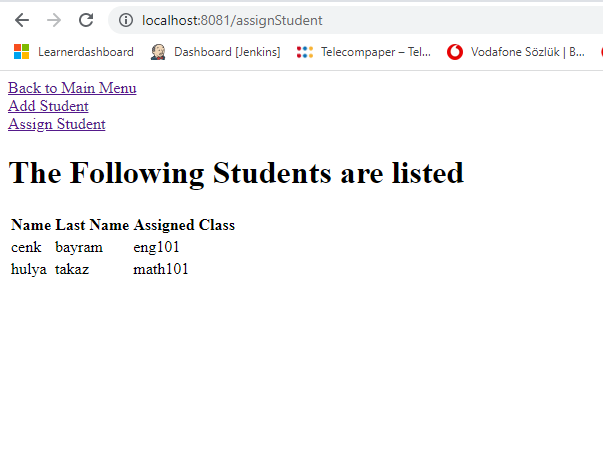 localhost:8081/assignStudent
Learnerdashboard Dashboard [Jenkins] Telecompaper – Tel... Vodafone Sözlük | B...
Back to Main Menu
Add Student
Assign Student
The Following Students are listed
Name Last Name Assigned Class
cenk bayram eng101
hulya takaz math101